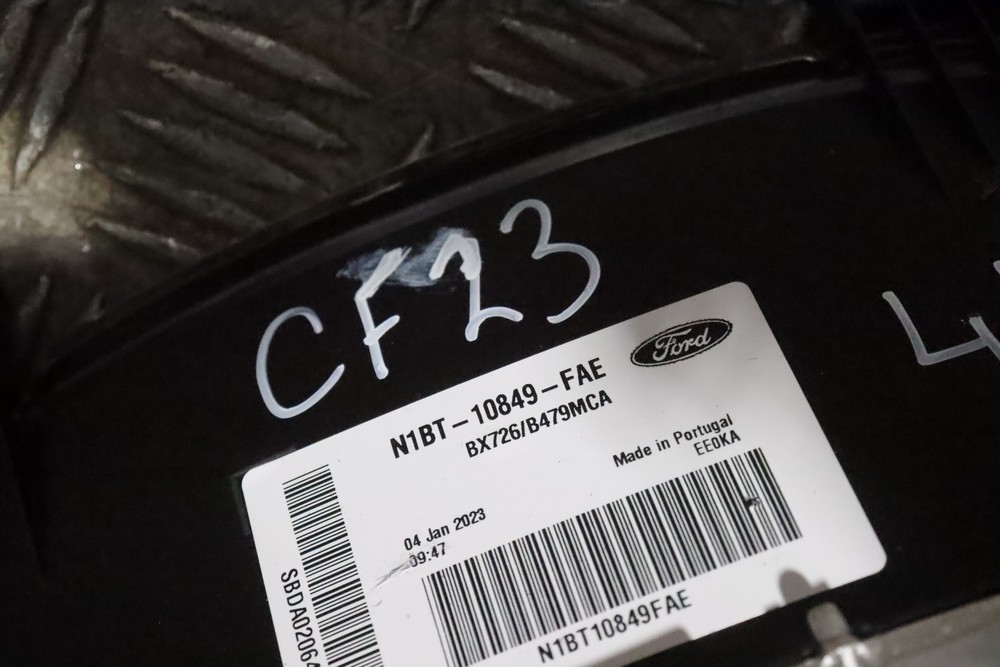 CF23
Ford
N1BT-10849-FAE
BX726/B479MCA
Made in Portugal
EE0KA
04 Jan 2023
09:47
N1BT10849FAE